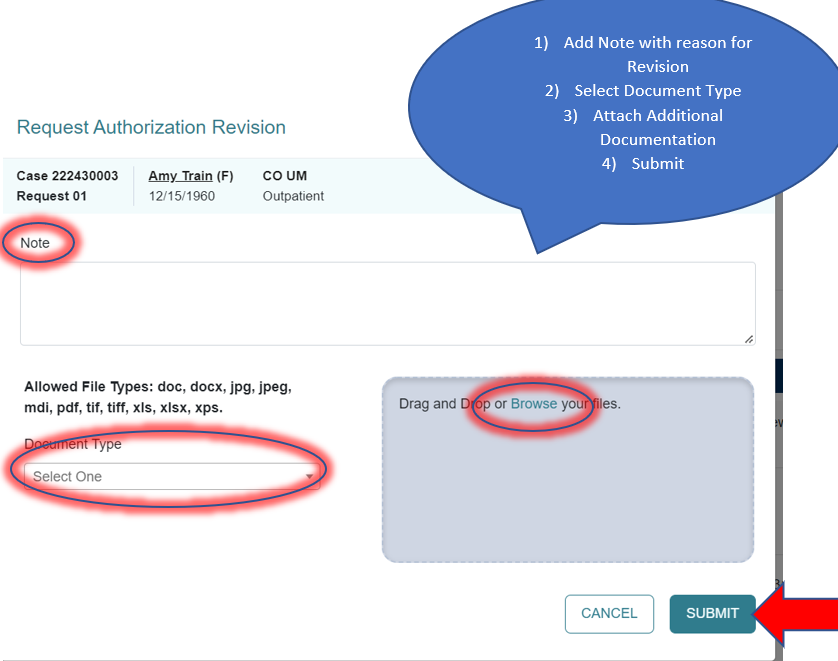 1) Add Note with reason for
Revision
2) Select Document Type
3) Attach Additional
Documentation
4) Submit
Request Authorization Revision
Case 222430003 Amy Train (F) CO UM
Request 01 12/15/1960 Outpatient
Note
Allowed File Types: doc, docx, jpg, jpeg,
mdi, pdf, tif, tiff, xls, xlsx, xps.
Document Type
Select One
Drag and Drop or Browse your files.
CANCEL SUBMIT